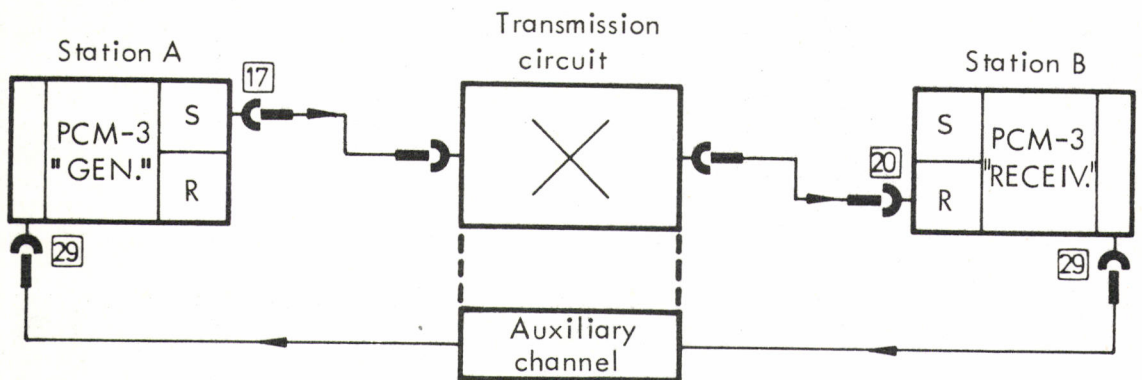 Station A
17
PCM-3
"GEN."
S
R
29
Transmission
circuit
Auxiliary
channel
Station B
20
S
R
PCM-3
"RECEIV."
29